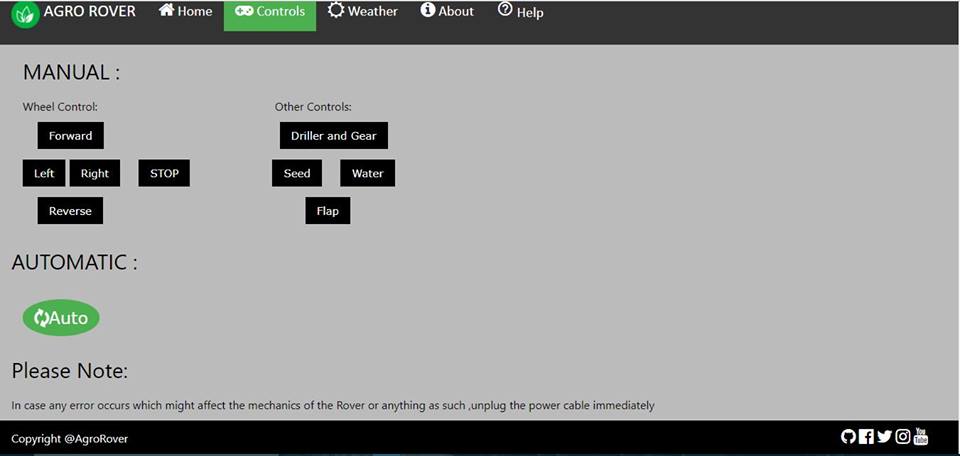 AGRO ROVER Home Controls Weather About Help
MANUAL :
Wheel Control: Other Controls:
Forward Driller and Gear
Left Right STOP Seed Water
Reverse Flap
AUTOMATIC :
Auto
Please Note:
In case any error occurs which might affect the mechanics of the Rover or anything as such ,unplug the power cable immediately
Copyright @AgroRover You Tube